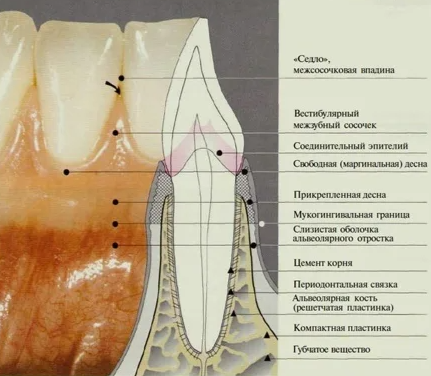 «Седло»,
межсосочковая впадина
Вестибулярный
межзубный сосочек
Соединительный эпителий
Свободная (маргинальная) десна
Прикрепленная десна
Мукогингивальная граница
Слизистая оболочка
альвеолярного отростка
Цемент корня
Периодонтальная связка
Альвеолярная кость
(решетчатая пластинка)
Компактная пластинка
Губчатое вещество